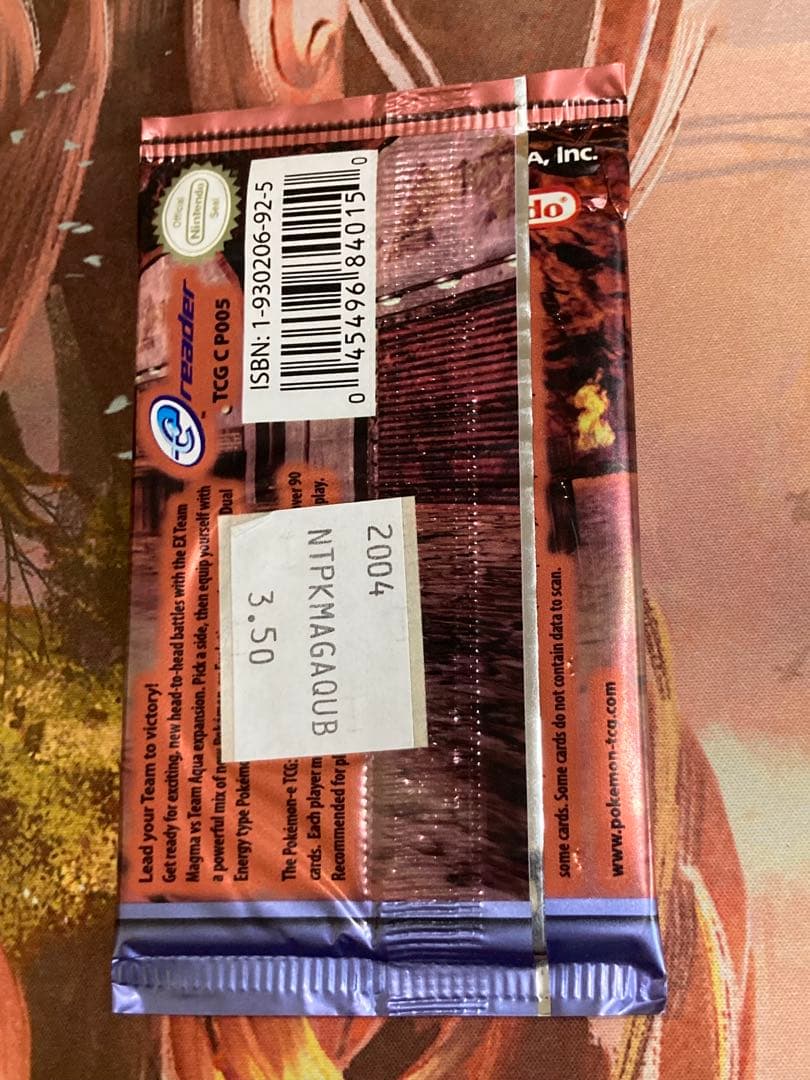 Official
Nintendo
Seal
e reader™
TCG C P005
ISBN: 1-930206-92-5
0 45496 84015 0
A, Inc.
do®
Lead your Team to victory!
Get ready for exciting, new head-to-head battles with the EX Team
Magma vs Team Aqua expansion. Pick a side, then equip yourself with
a powerful mix of
Dual
Energy type Pokémo
The Pokémon-e TCG:
ver 90
cards. Each player m
play.
Recommended for pl
2004
NTPKMAGAQUB
3.50
some cards. Some cards do not contain data to scan.
www.pokemon-tcg.com